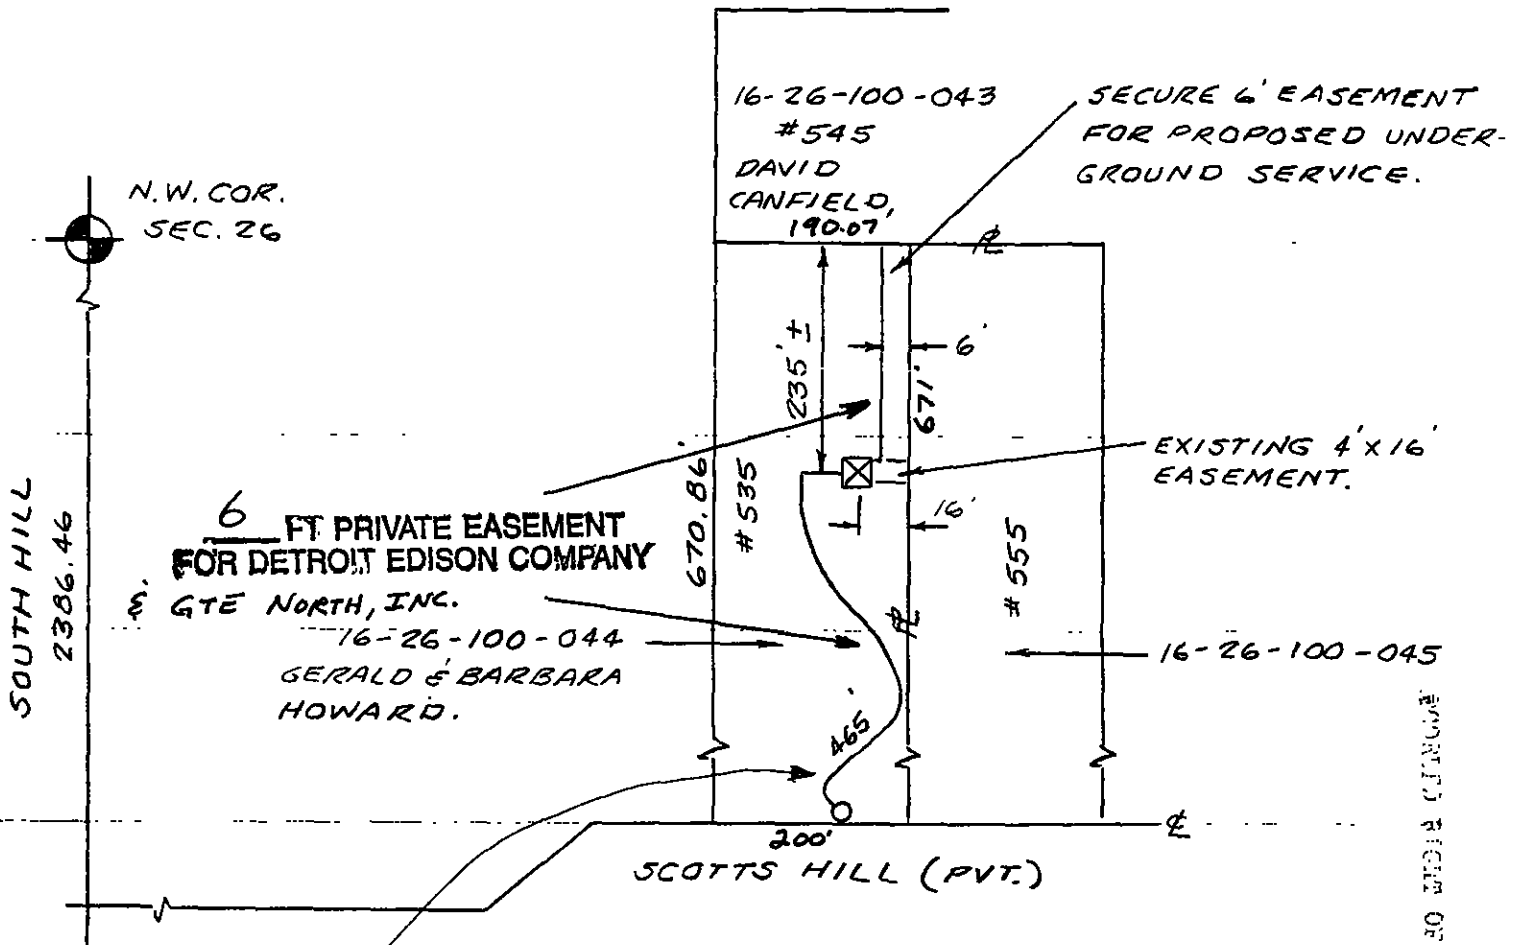 16-26-100-043
#545
DAVID
CANFIELD,
190.07
SECURE 6' EASEMENT
FOR PROPOSED UNDER-
GROUND SERVICE.
N.W. COR.
SEC. 26
℄
6'
235' ±
671'
EXISTING 4'X16'
EASEMENT.
16'
670.86'
#535
#555
6 FT PRIVATE EASEMENT
FOR DETROIT EDISON COMPANY
& GTE NORTH, INC.
16-26-100-044
GERALD & BARBARA
HOWARD.
SOUTH HILL
2386.46
16-26-100-045
465'
200'
℄
SCOTTS HILL (PVT.)